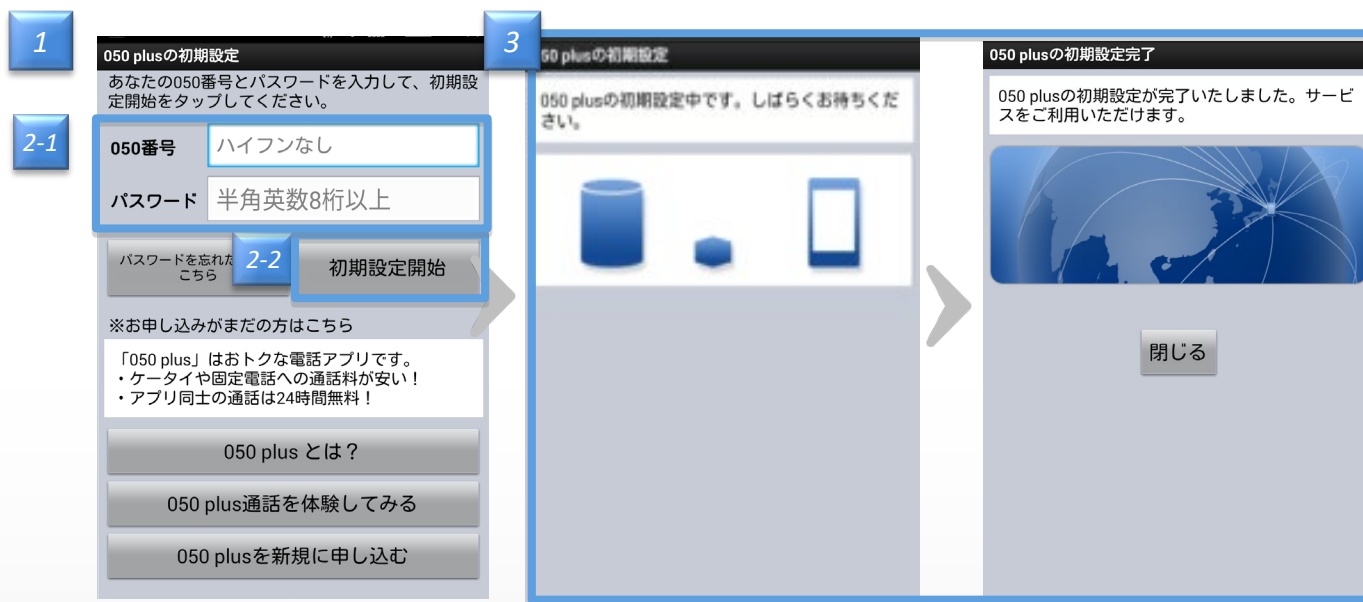 1
050 plusの初期設定
あなたの050番号とパスワードを入力して、初期設
定開始をタップしてください。
2-1
050番号
ハイフンなし
パスワード
半角英数8桁以上
パスワードを忘れた
こちら
2-2
初期設定開始
※お申し込みがまだの方はこちら
「050 plus」はおトクな電話アプリです。
・ケータイや固定電話への通話料が安い！
・アプリ同士の通話は24時間無料！
050 plus とは？
050 plus通話を体験してみる
050 plusを新規に申し込む
3
50 plusの初期設定
050 plusの初期設定中です。しばらくお待ちくだ
さい。
050 plusの初期設定完了
050 plusの初期設定が完了いたしました。サービ
スをご利用いただけます。
閉じる